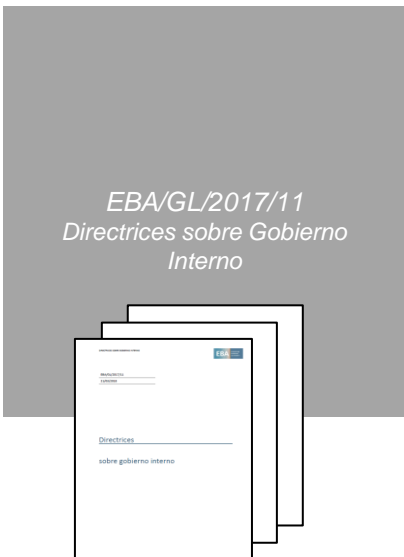 EBA/GL/2017/11
Directrices sobre Gobierno
Interno
EBA
Directrices
sobre gobierno interno